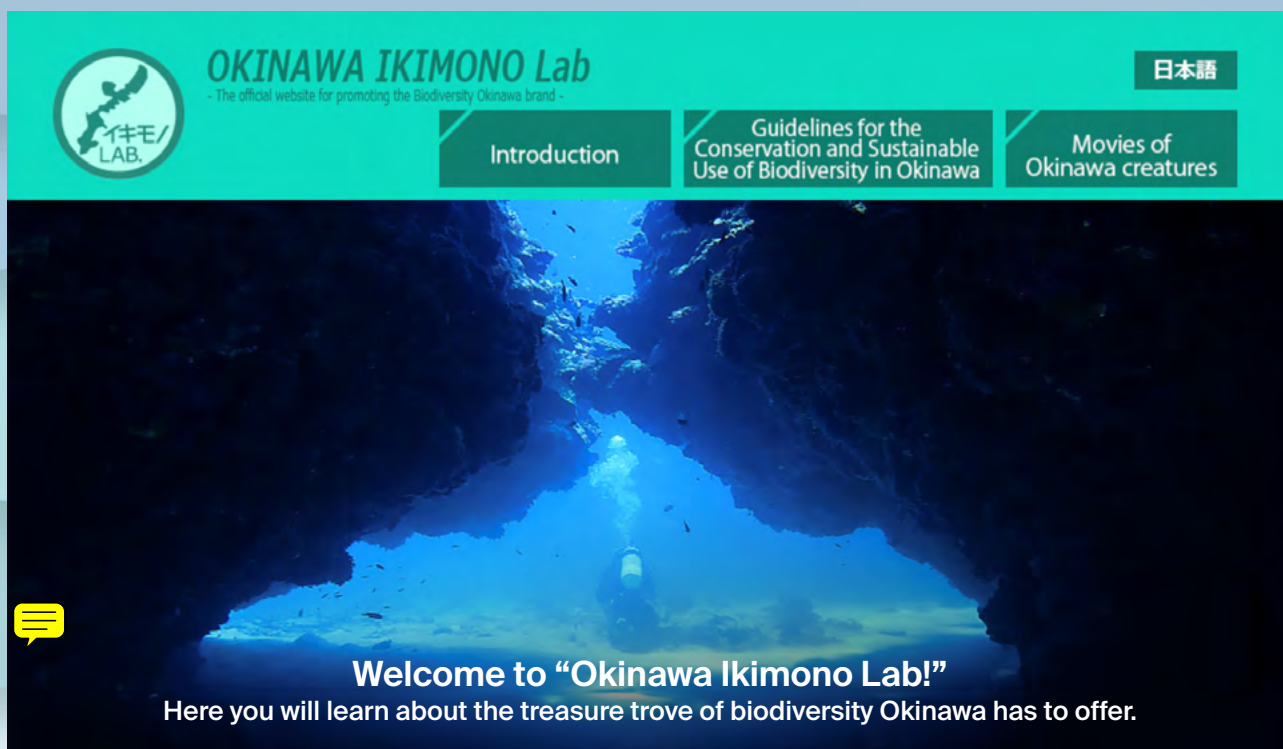 イキモノ
LAB.
OKINAWA IKIMONO Lab
- The official website for promoting the Biodiversity Okinawa brand -
日本語
Introduction
Guidelines for the
Conservation and Sustainable
Use of Biodiversity in Okinawa
Movies of
Okinawa creatures
Welcome to “Okinawa Ikimono Lab!”
Here you will learn about the treasure trove of biodiversity Okinawa has to offer.